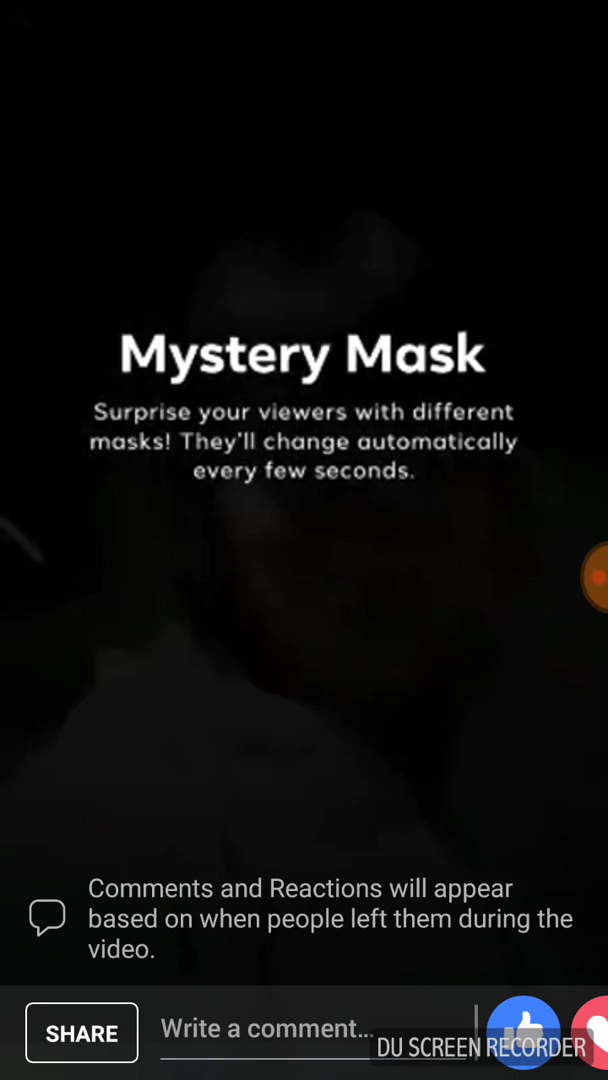 Mystery Mask
Surprise your viewers with different
masks! They'll change automatically
every few seconds.
Comments and Reactions will appear
based on when people left them during the
video.
SHARE
Write a comment...
DU SCREEN RECORDER